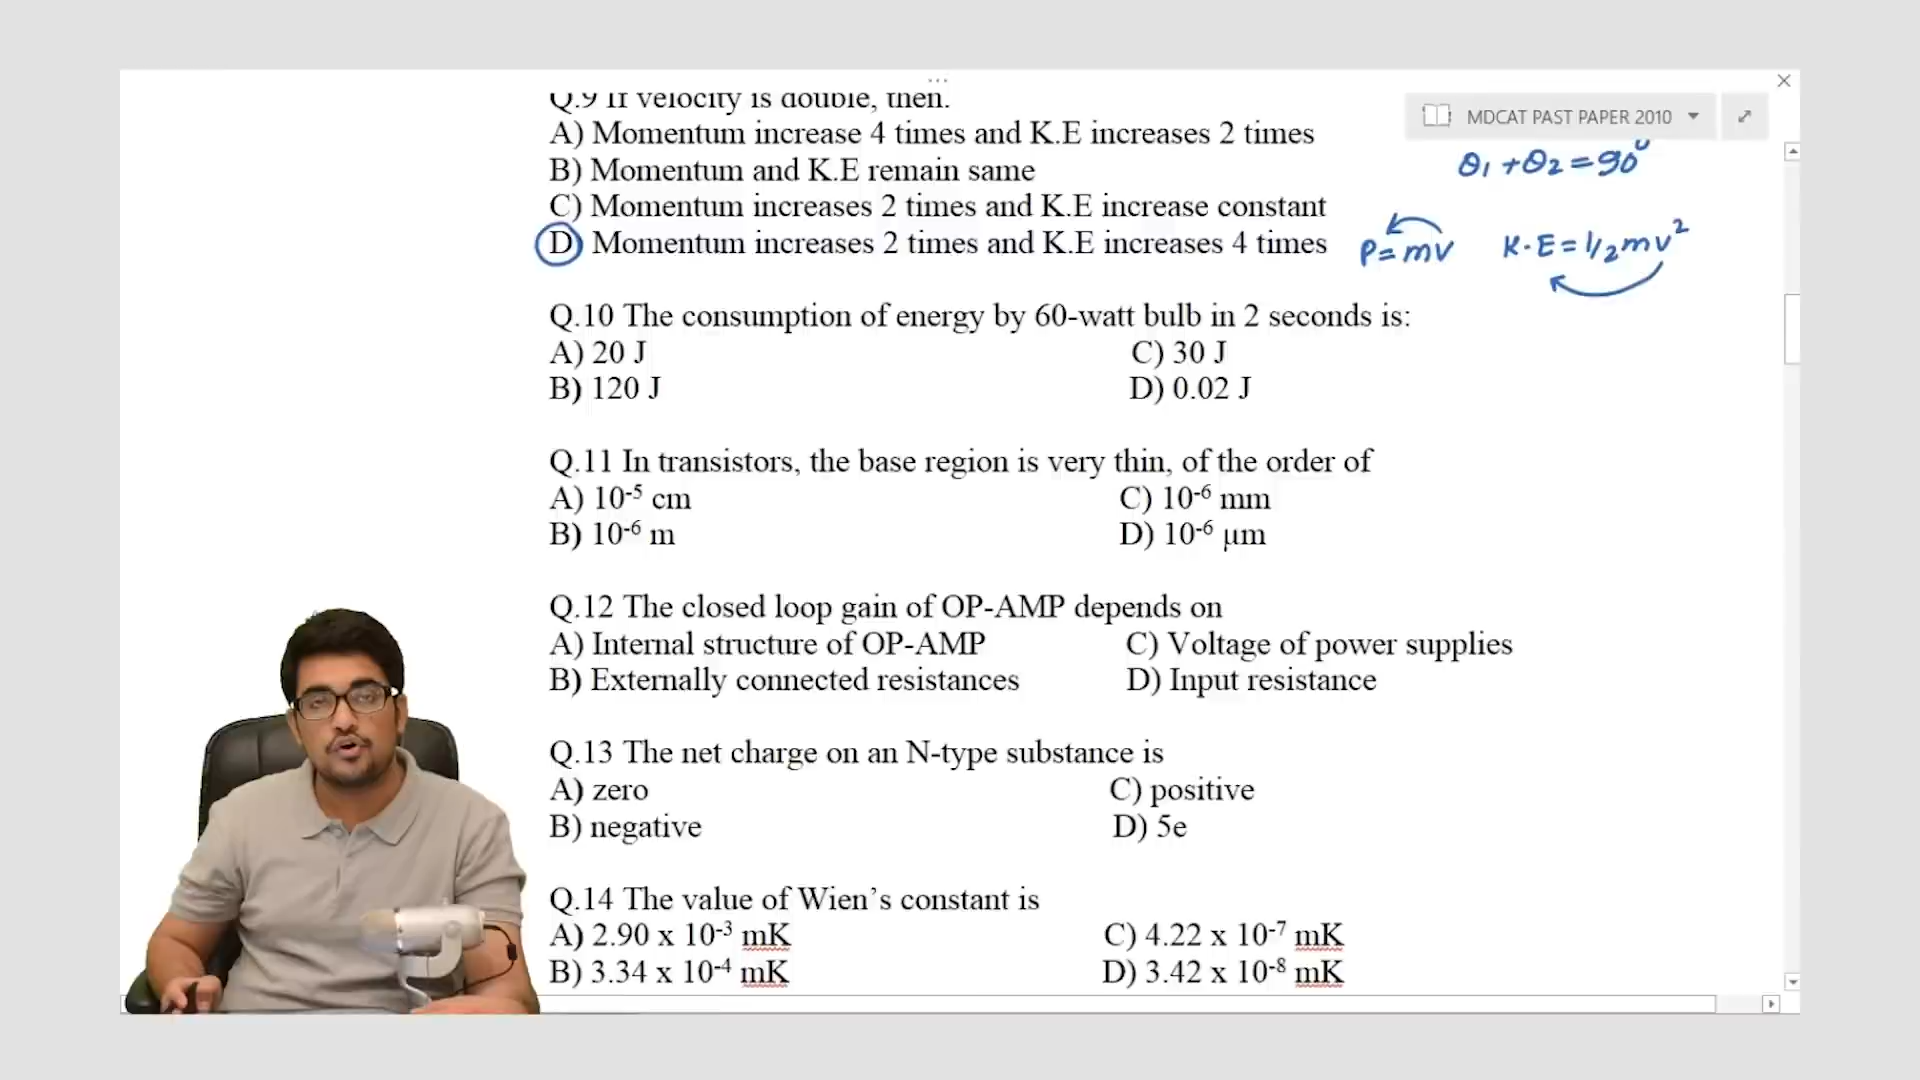 Q.9 If velocity is double, then.
A) Momentum increase 4 times and K.E increases 2 times
MDCAT PAST PAPER 2010
θ₁ + θ₂ = 90°
B) Momentum and K.E remain same
C) Momentum increases 2 times and K.E increase constant
D) Momentum increases 2 times and K.E increases 4 times
P = mv
K.E = 1/2 mv²
Q.10 The consumption of energy by 60-watt bulb in 2 seconds is:
A) 20 J
C) 30 J
B) 120 J
D) 0.02 J
Q.11 In transistors, the base region is very thin, of the order of
A) 10⁻⁵ cm
C) 10⁻⁶ mm
B) 10⁻⁶ m
D) 10⁻⁶ µm
Q.12 The closed loop gain of OP-AMP depends on
A) Internal structure of OP-AMP
C) Voltage of power supplies
B) Externally connected resistances
D) Input resistance
Q.13 The net charge on an N-type substance is
A) zero
C) positive
B) negative
D) 5e
Q.14 The value of Wien’s constant is
A) 2.90 x 10⁻³ mK
C) 4.22 x 10⁻⁷ mK
B) 3.34 x 10⁻⁴ mK
D) 3.42 x 10⁻⁸ mK